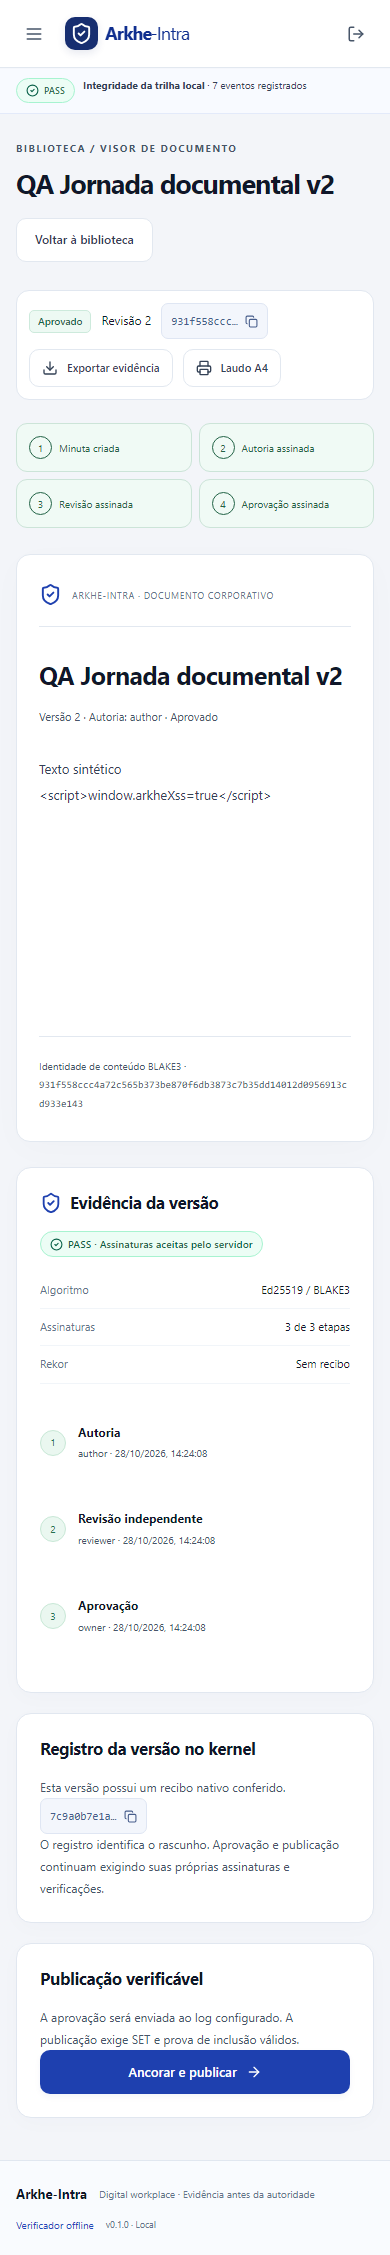 Arkhe-Intra
PASS
Integridade da trilha local · 7 eventos registrados
BIBLIOTECA / VISOR DE DOCUMENTO
QA Jornada documental v2
Voltar à biblioteca
Aprovado Revisão 2 931f558ccc…
Exportar evidência Laudo A4
1 Minuta criada
2 Autoria assinada
3 Revisão assinada
4 Aprovação assinada
ARKHE-INTRA · DOCUMENTO CORPORATIVO
QA Jornada documental v2
Versão 2 · Autoria: author · Aprovado
Texto sintético
<script>window.arkheXss=true</script>
Identidade de conteúdo BLAKE3 ·
931f558ccc4a72c565b373be870f6db3873c7b35dd14012d0956913c
d933e143
Evidência da versão
PASS · Assinaturas aceitas pelo servidor
Algoritmo Ed25519 / BLAKE3
Assinaturas 3 de 3 etapas
Rekor Sem recibo
1 Autoria
author · 28/10/2026, 14:24:08
2 Revisão independente
reviewer · 28/10/2026, 14:24:08
3 Aprovação
owner · 28/10/2026, 14:24:08
Registro da versão no kernel
Esta versão possui um recibo nativo conferido.
7c9a0b7e1a…
O registro identifica o rascunho. Aprovação e publicação
continuam exigindo suas próprias assinaturas e
verificações.
Publicação verificável
A aprovação será enviada ao log configurado. A
publicação exige SET e prova de inclusão válidos.
Ancorar e publicar
Arkhe-Intra Digital workplace · Evidência antes da autoridade
Verificador offline v0.1.0 · Local